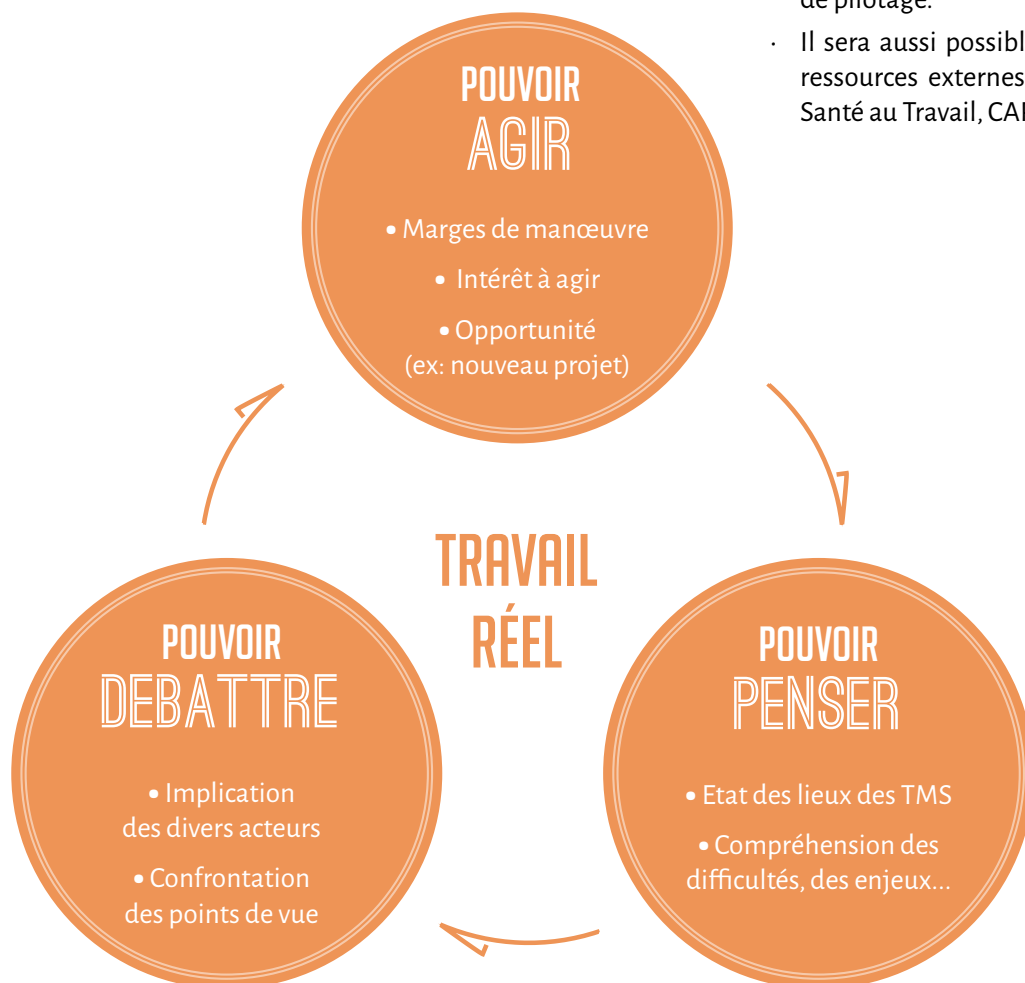 de pilotage.
· Il sera aussi possibl
ressources externes
Santé au Travail, CA
POUVOIR
AGIR
• Marges de manœuvre
• Intérêt à agir
• Opportunité
(ex: nouveau projet)
TRAVAIL
RÉEL
POUVOIR
DEBATTRE
• Implication
des divers acteurs
• Confrontation
des points de vue
POUVOIR
PENSER
• Etat des lieux des TMS
• Compréhension des
difficultés, des enjeux...